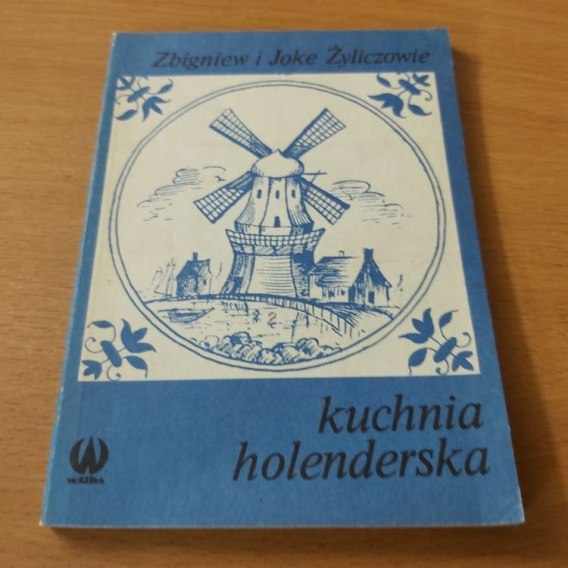 Zbigniew i Joke Żyliczowie
kuchnia
holenderska
WATRA